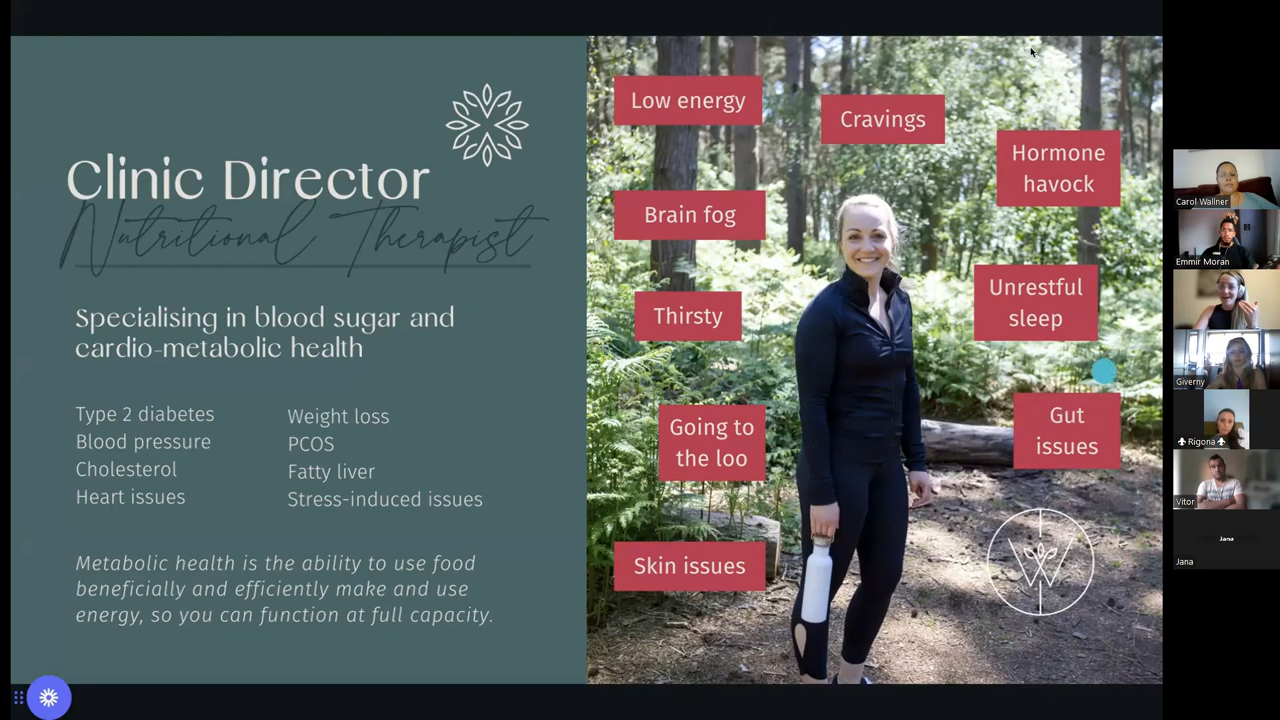 Clinic Director
Nutritional Therapist
Specialising in blood sugar and
cardio-metabolic health
Type 2 diabetes
Blood pressure
Cholesterol
Heart issues
Weight loss
PCOS
Fatty liver
Stress-induced issues
Metabolic health is the ability to use food
beneficially and efficiently make and use
energy, so you can function at full capacity.
Low energy
Cravings
Hormone
havock
Brain fog
Unrestful
sleep
Thirsty
Going to
the loo
Gut
issues
Skin issues
W
Carol Wallner
Emmir Moran
Giverny
Rigona
Vitor
Jana
Jana